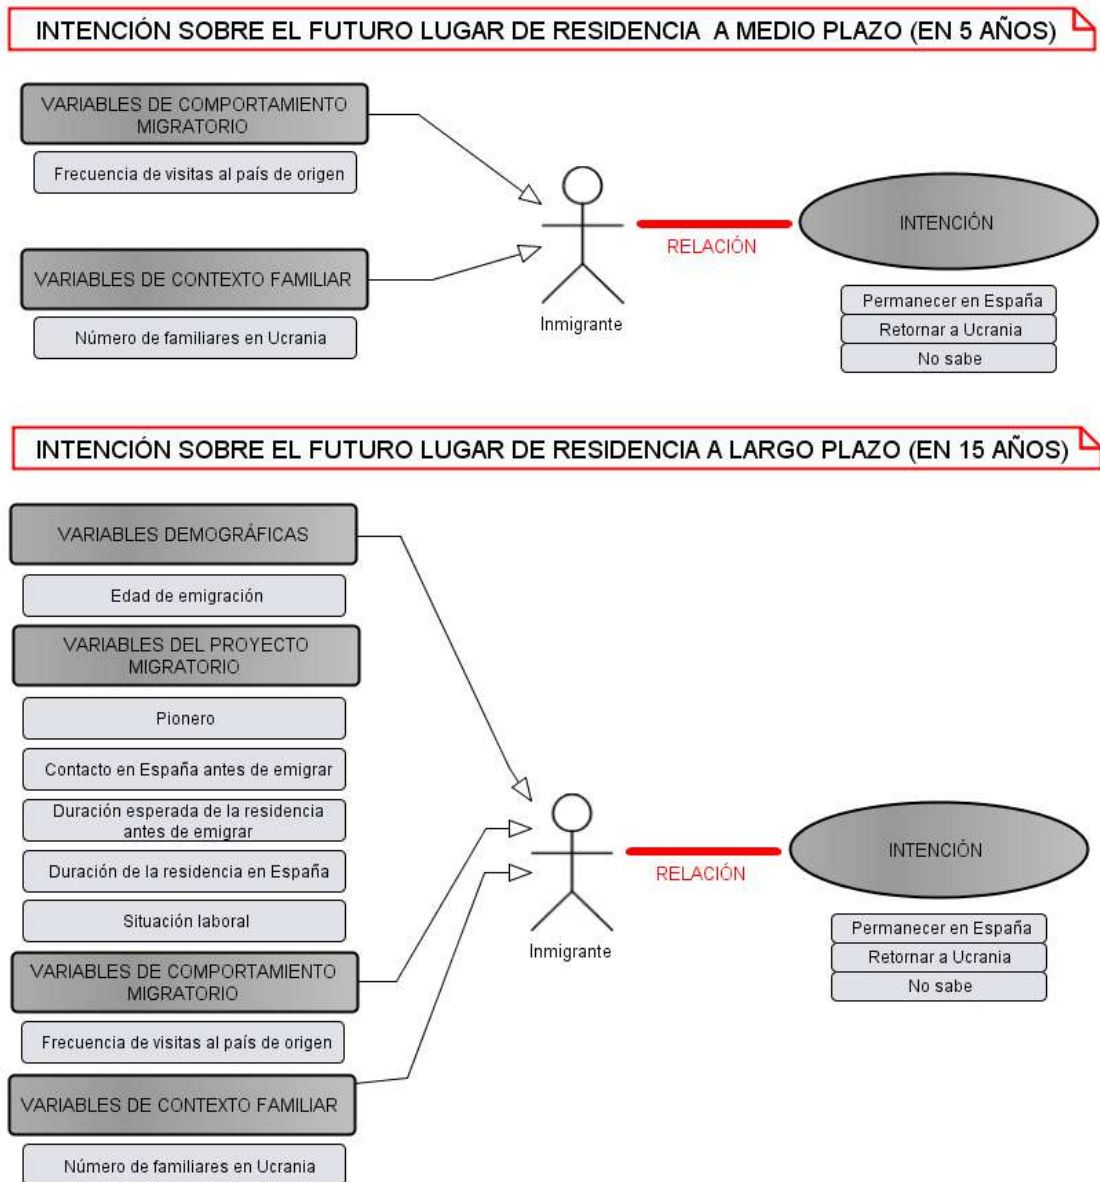 INTENCIÓN SOBRE EL FUTURO LUGAR DE RESIDENCIA A MEDIO PLAZO (EN 5 AÑOS)
VARIABLES DE COMPORTAMIENTO
MIGRATORIO
Frecuencia de visitas al país de origen
VARIABLES DE CONTEXTO FAMILIAR
Número de familiares en Ucrania
Inmigrante
RELACIÓN
INTENCIÓN
Permanecer en España
Retornar a Ucrania
No sabe
INTENCIÓN SOBRE EL FUTURO LUGAR DE RESIDENCIA A LARGO PLAZO (EN 15 AÑOS)
VARIABLES DEMOGRÁFICAS
Edad de emigración
VARIABLES DEL PROYECTO
MIGRATORIO
Pionero
Contacto en España antes de emigrar
Duración esperada de la residencia
antes de emigrar
Duración de la residencia en España
Situación laboral
VARIABLES DE COMPORTAMIENTO
MIGRATORIO
Frecuencia de visitas al país de origen
VARIABLES DE CONTEXTO FAMILIAR
Número de familiares en Ucrania
Inmigrante
RELACIÓN
INTENCIÓN
Permanecer en España
Retornar a Ucrania
No sabe